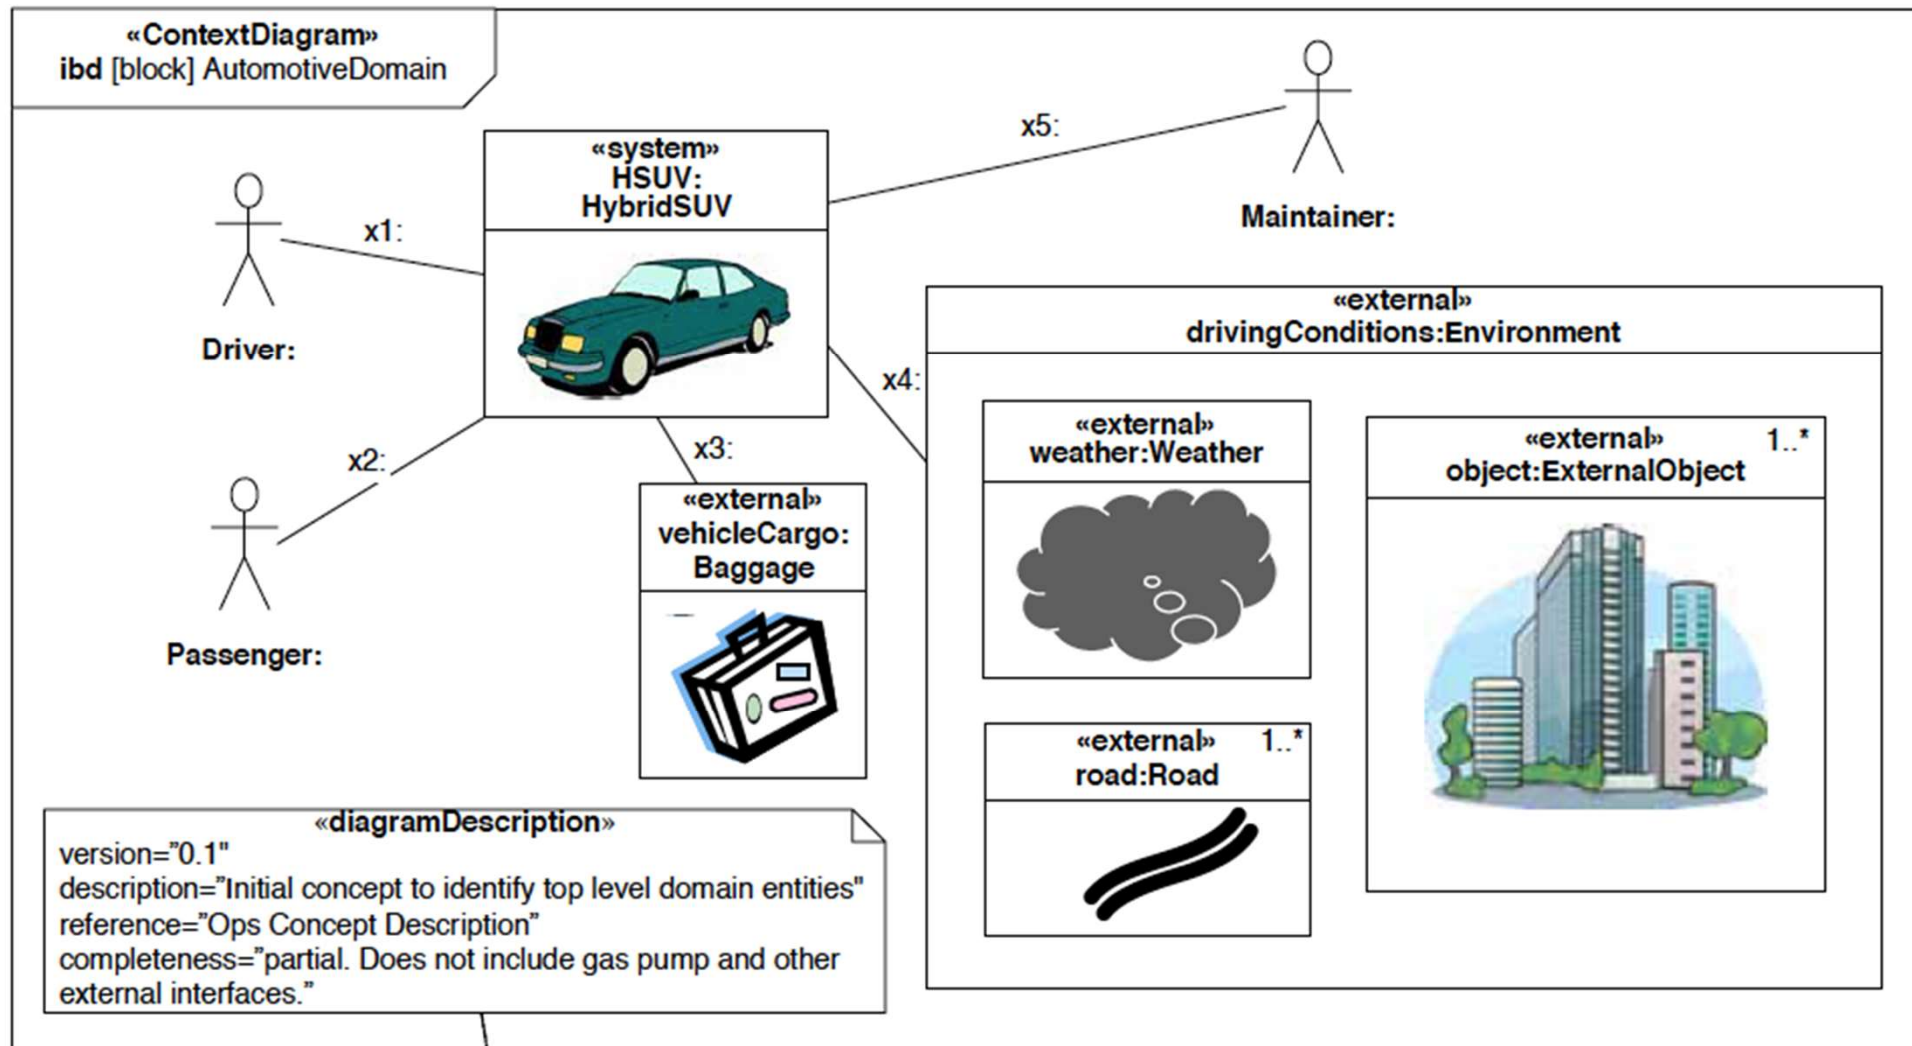 «ContextDiagram»
ibd [block] AutomotiveDomain
x5:
«system»
HSUV:
HybridSUV
Maintainer:
x1:
Driver:
«external»
drivingConditions:Environment
x4:
«external»
weather:Weather
«external» 1..*
object:ExternalObject
x2:
x3:
«external»
vehicleCargo:
Baggage
Passenger:
«external» 1..*
road:Road
«diagramDescription»
version=”0.1"
description=”Initial concept to identify top level domain entities"
reference=”Ops Concept Description”
completeness=”partial. Does not include gas pump and other
external interfaces.”